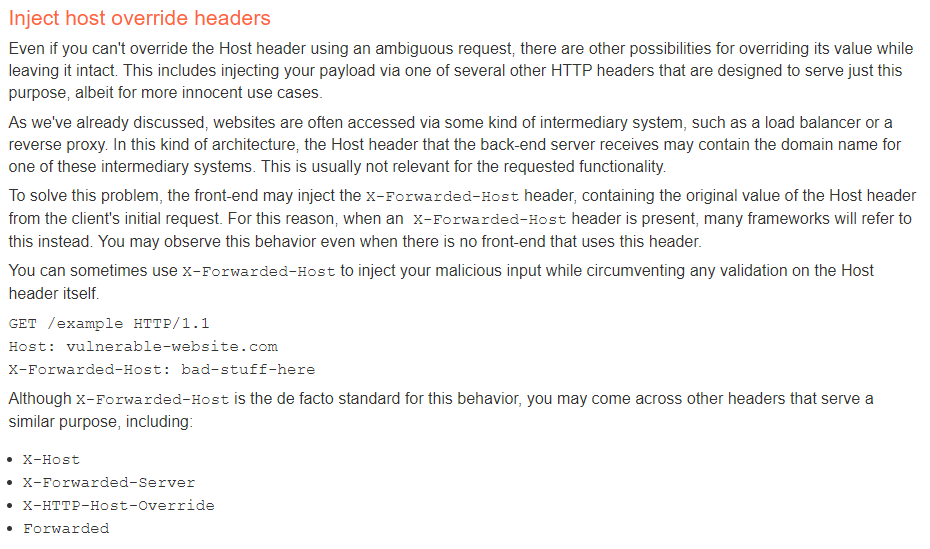 Inject host override headers
Even if you can't override the Host header using an ambiguous request, there are other possibilities for overriding its value while
leaving it intact. This includes injecting your payload via one of several other HTTP headers that are designed to serve just this
purpose, albeit for more innocent use cases.
As we've already discussed, websites are often accessed via some kind of intermediary system, such as a load balancer or a
reverse proxy. In this kind of architecture, the Host header that the back-end server receives may contain the domain name for
one of these intermediary systems. This is usually not relevant for the requested functionality.
To solve this problem, the front-end may inject the X-Forwarded-Host header, containing the original value of the Host header
from the client's initial request. For this reason, when an X-Forwarded-Host header is present, many frameworks will refer to
this instead. You may observe this behavior even when there is no front-end that uses this header.
You can sometimes use X-Forwarded-Host to inject your malicious input while circumventing any validation on the Host
header itself.
GET /example HTTP/1.1
Host: vulnerable-website.com
X-Forwarded-Host: bad-stuff-here
Although X-Forwarded-Host is the de facto standard for this behavior, you may come across other headers that serve a
similar purpose, including:
• X-Host
• X-Forwarded-Server
• X-HTTP-Host-Override
• Forwarded